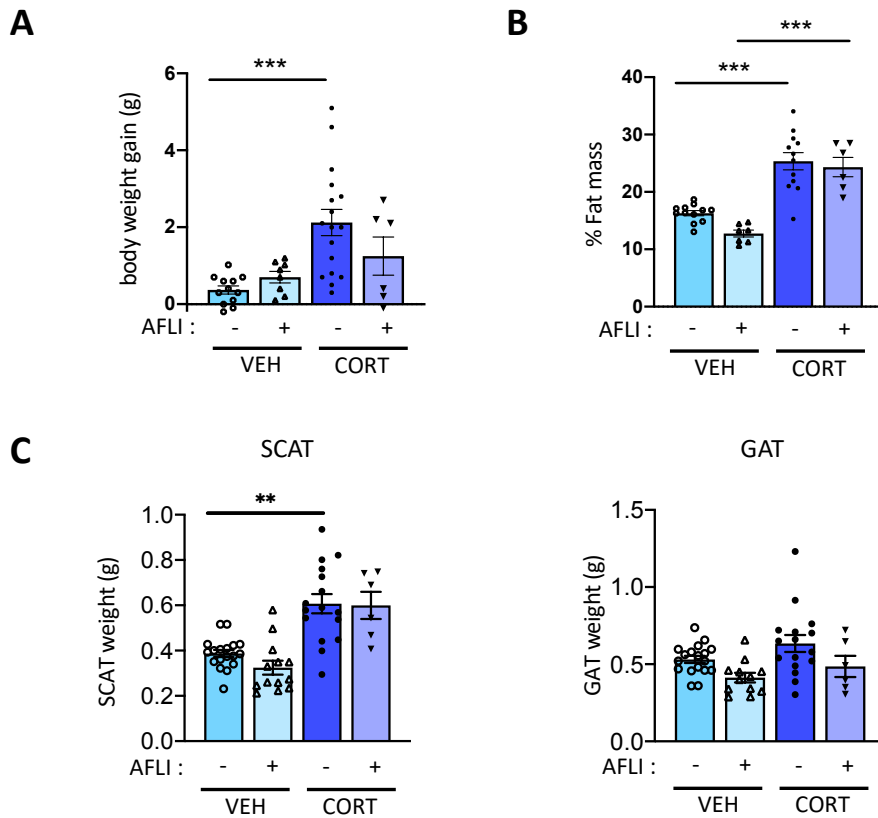 A
body weight gain (g)
6
4
2
0
***
AFLI : - + - +
VEH CORT
B
% Fat mass
40
30
20
10
0
***
***
AFLI : - + - +
VEH CORT
C
SCAT
SCAT weight (g)
1.0
0.8
0.6
0.4
0.2
0.0
**
AFLI : - + - +
VEH CORT
GAT
GAT weight (g)
1.5
1.0
0.5
0.0
AFLI : - + - +
VEH CORT